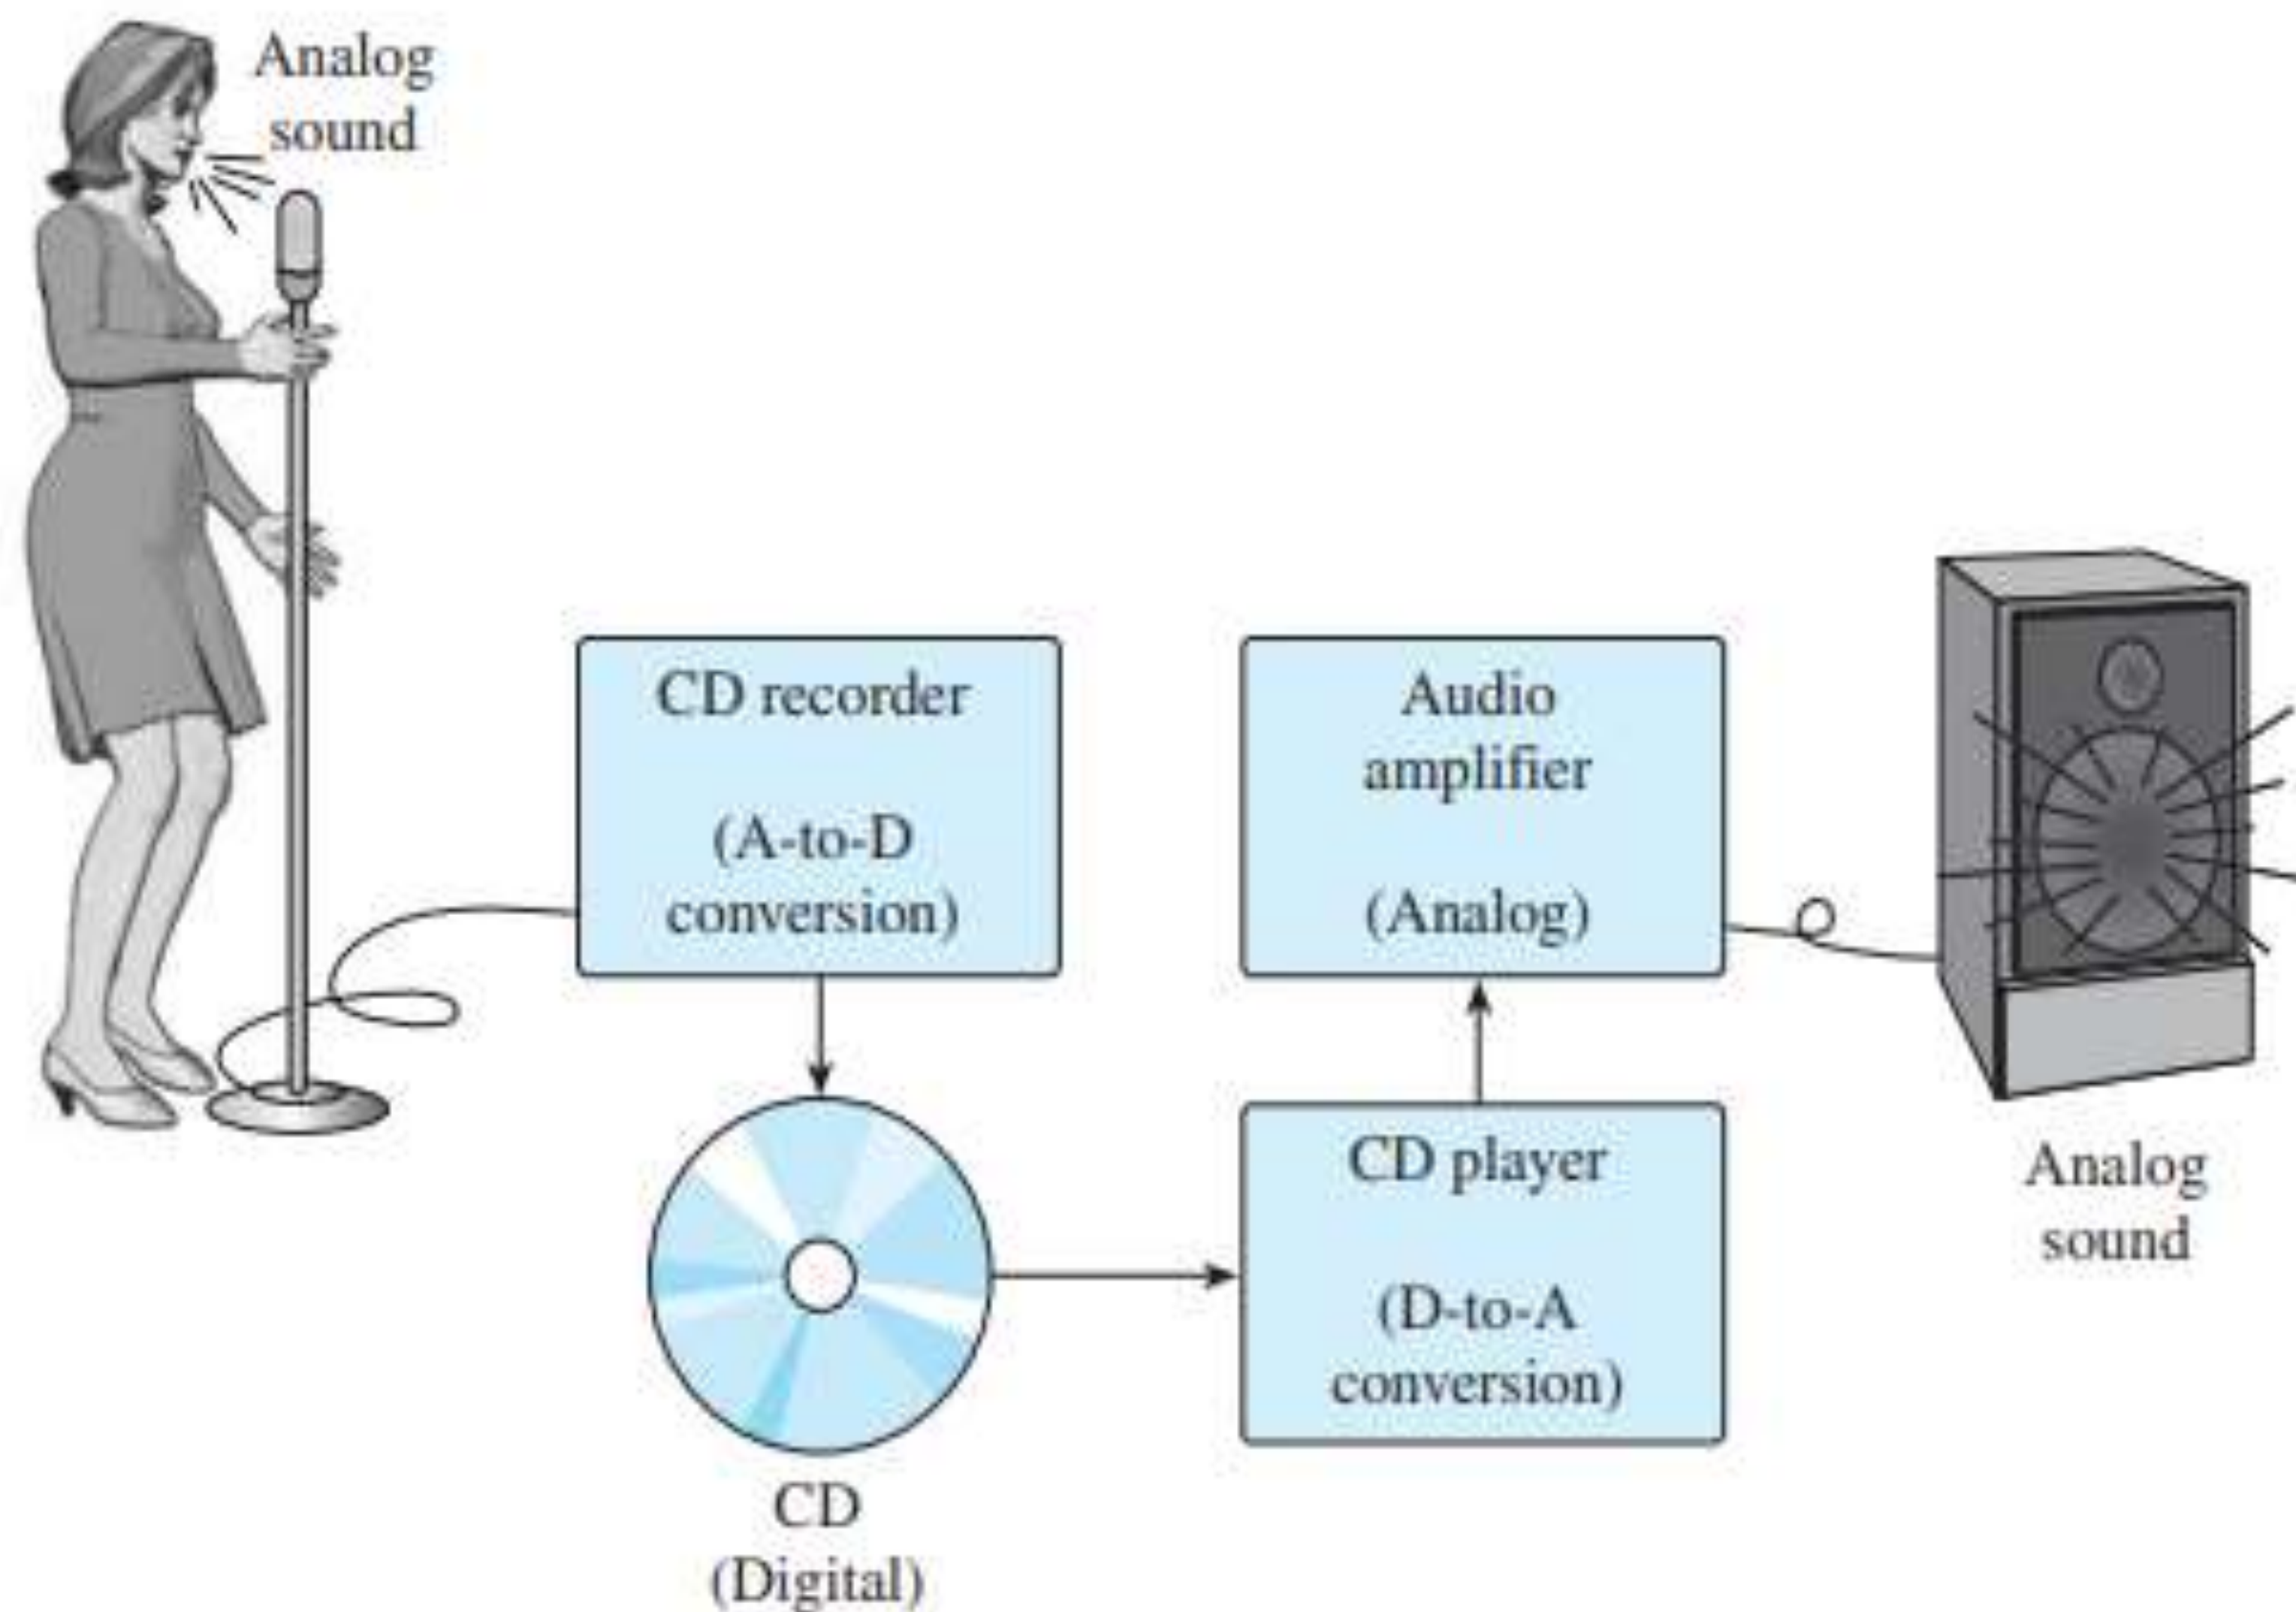 Analog
sound
CD recorder
(A-to-D
conversion)
CD
(Digital)
CD player
(D-to-A
conversion)
Audio
amplifier
(Analog)
Analog
sound